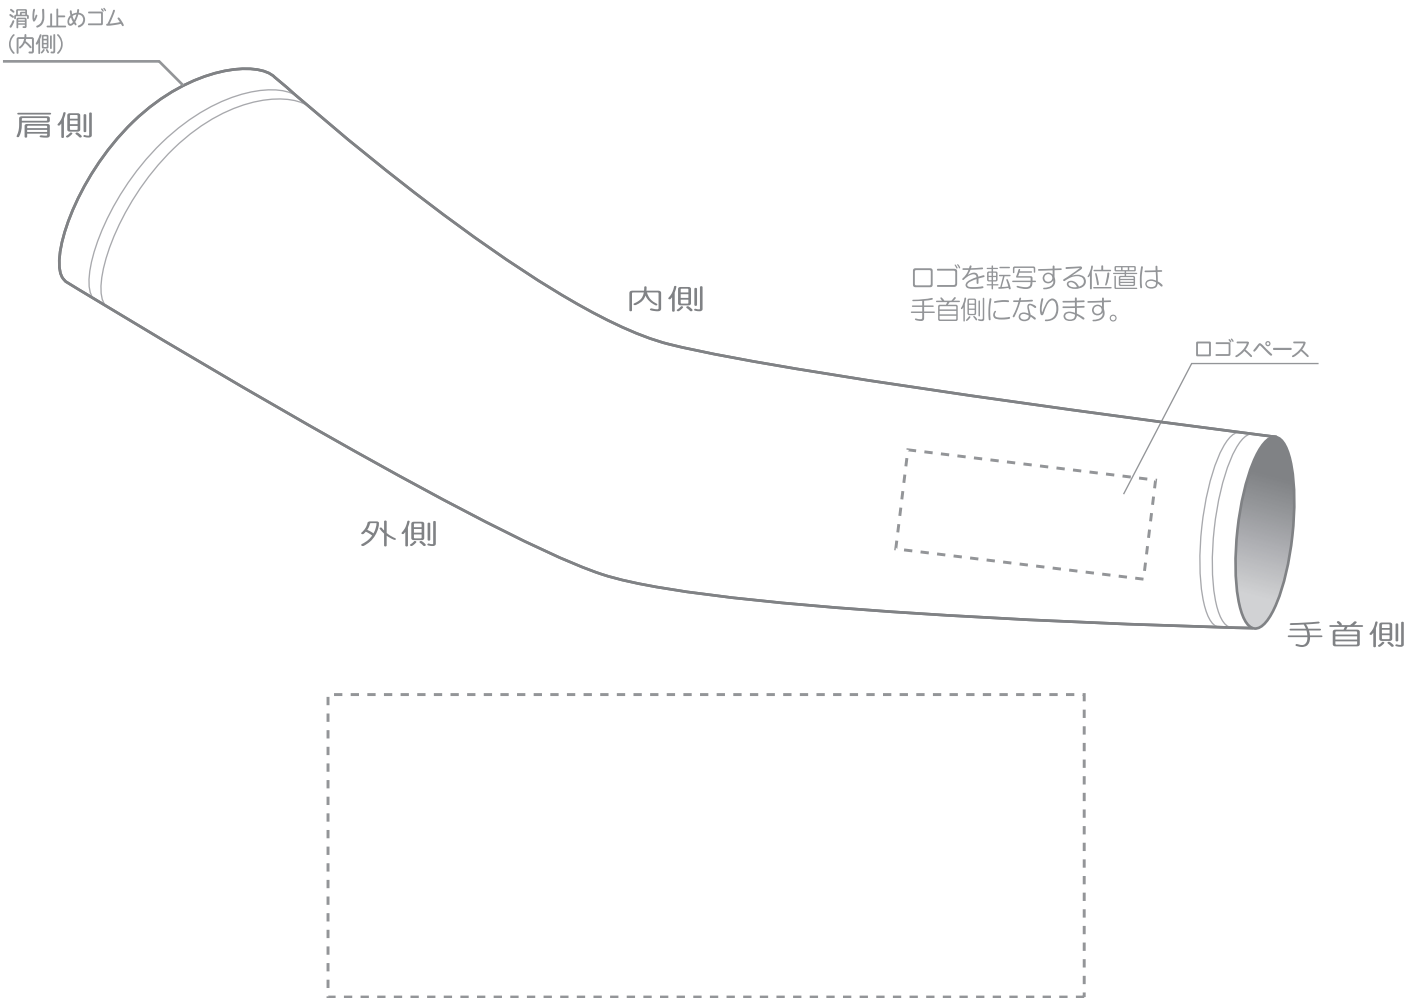 滑り止めゴム
(内側)
肩側
内側
ロゴを転写する位置は
手首側になります。
ロゴスペース
外側
手首側